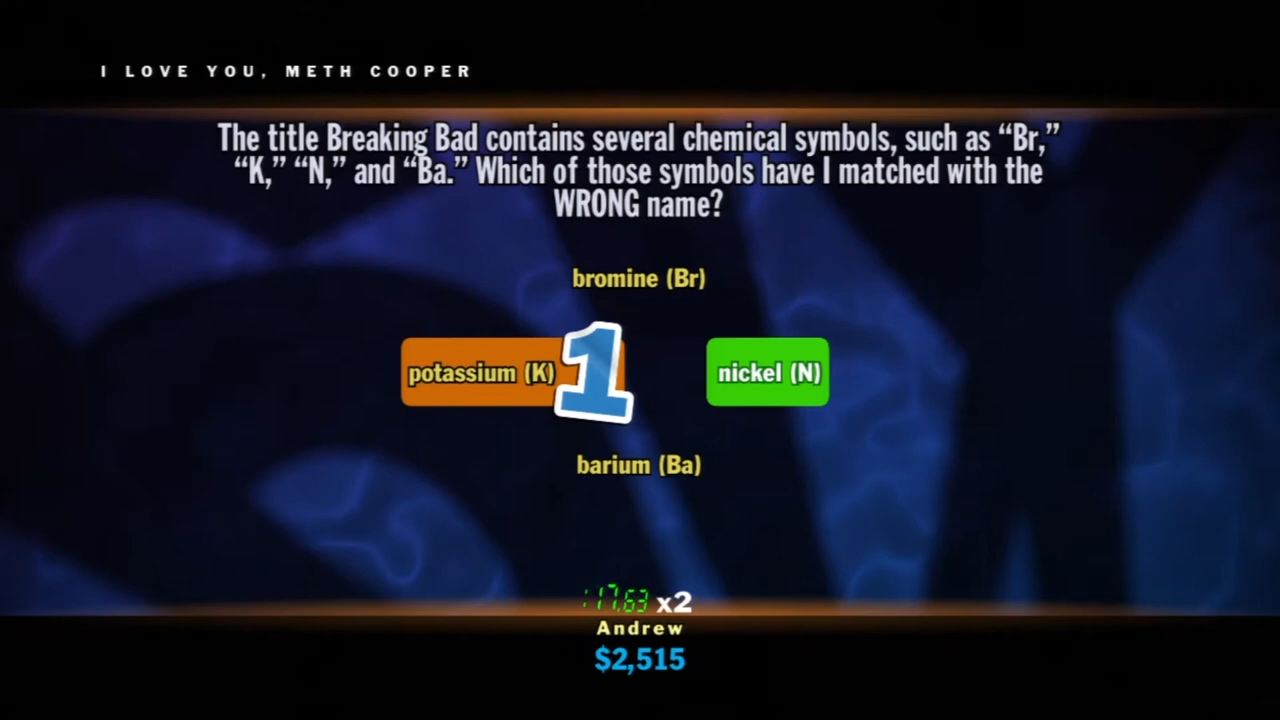 I LOVE YOU, METH COOPER
The title Breaking Bad contains several chemical symbols, such as “Br,”
“K,” “N,” and “Ba.” Which of those symbols have I matched with the
WRONG name?
bromine (Br)
potassium (K) 1 nickel (N)
barium (Ba)
:17.63 x2
Andrew
$2,515